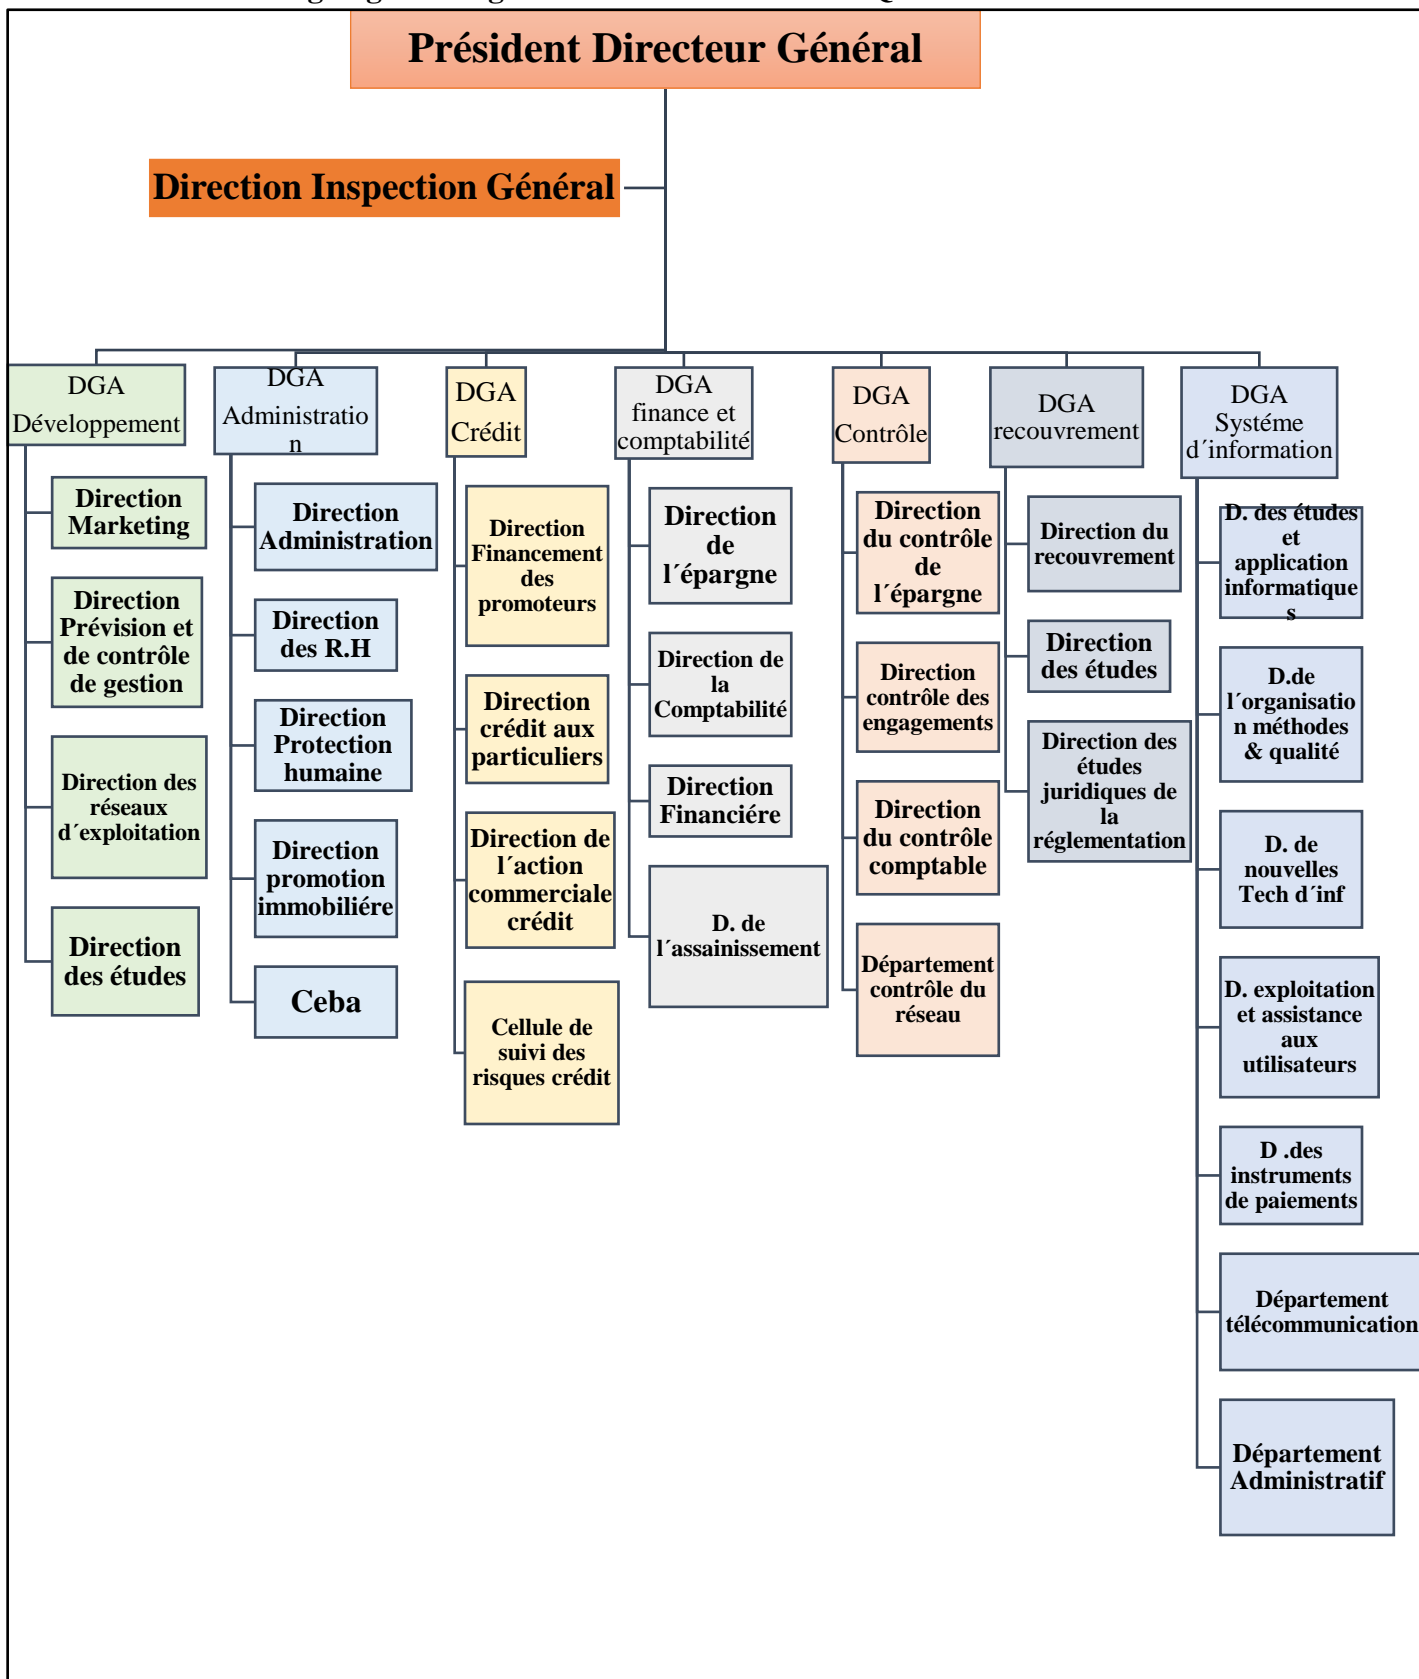 Président Directeur Général
Direction Inspection Général
DGA
Développement
DGA
Administratio
n
DGA
Crédit
DGA
finance et
comptabilité
DGA
Contrôle
DGA
recouvrement
DGA
Systéme
d´information
Direction
Marketing
Direction
Prévision et
de contrôle
de gestion
Direction des
réseaux
d´exploitation
Direction
des études
Direction
Administration
Direction
des R.H
Direction
Protection
humaine
Direction
promotion
immobiliére
Ceba
Direction
Financement
des
promoteurs
Direction
crédit aux
particuliers
Direction de
l´action
commerciale
crédit
Cellule de
suivi des
risques crédit
Direction
de
l´épargne
Direction de
la
Comptabilité
Direction
Financiére
D. de
l´assainissement
Direction
du contrôle
de
l´épargne
Direction
contrôle des
engagements
Direction
du contrôle
comptable
Département
contrôle du
réseau
Direction du
recouvrement
Direction
des études
Direction des
études
juridiques de
la
réglementation
D. des études
et
application
informatique
s
D.de
l´organisatio
n méthodes
& qualité
D. de
nouvelles
Tech d´inf
D. exploitation
et assistance
aux
utilisateurs
D .des
instruments
de paiements
Département
télécommunication
Département
Administratif